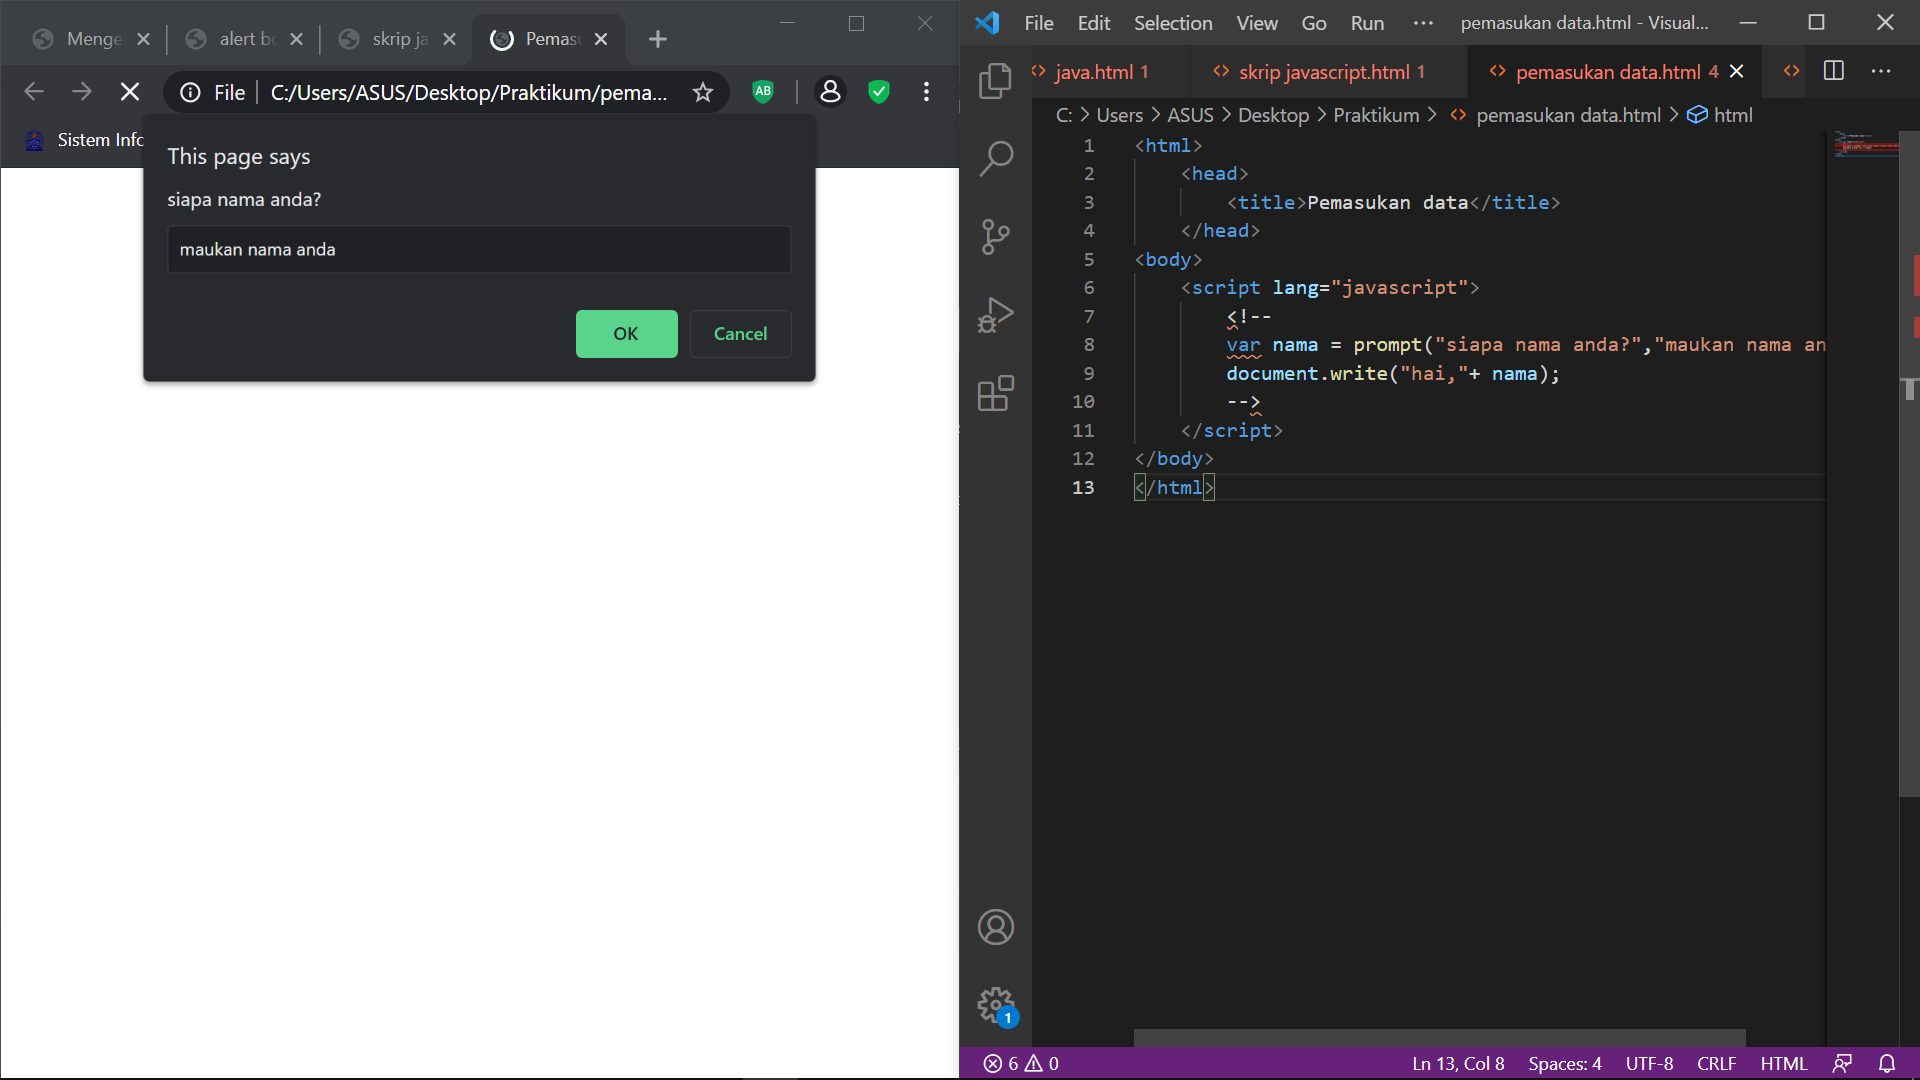 Menge
alert bo
skrip ja
Pemasu
File
C:/Users/ASUS/Desktop/Praktikum/pema...
AB
Sistem Info
This page says
siapa nama anda?
maukan nama anda
OK
Cancel
File Edit Selection View Go Run ··· pemasukan data.html - Visual...
java.html 1
skrip javascript.html 1
pemasukan data.html 4
C: > Users > ASUS > Desktop > Praktikum > pemasukan data.html > html
1 <html>
2 <head>
3 <title>Pemasukan data</title>
4 </head>
5 <body>
6 <script lang="javascript">
7 <!--
8 var nama = prompt("siapa nama anda?","maukan nama an
9 document.write("hai,"+ nama);
10 -->
11 </script>
12 </body>
13 </html>
1
6 0
Ln 13, Col 8 Spaces: 4 UTF-8 CRLF HTML